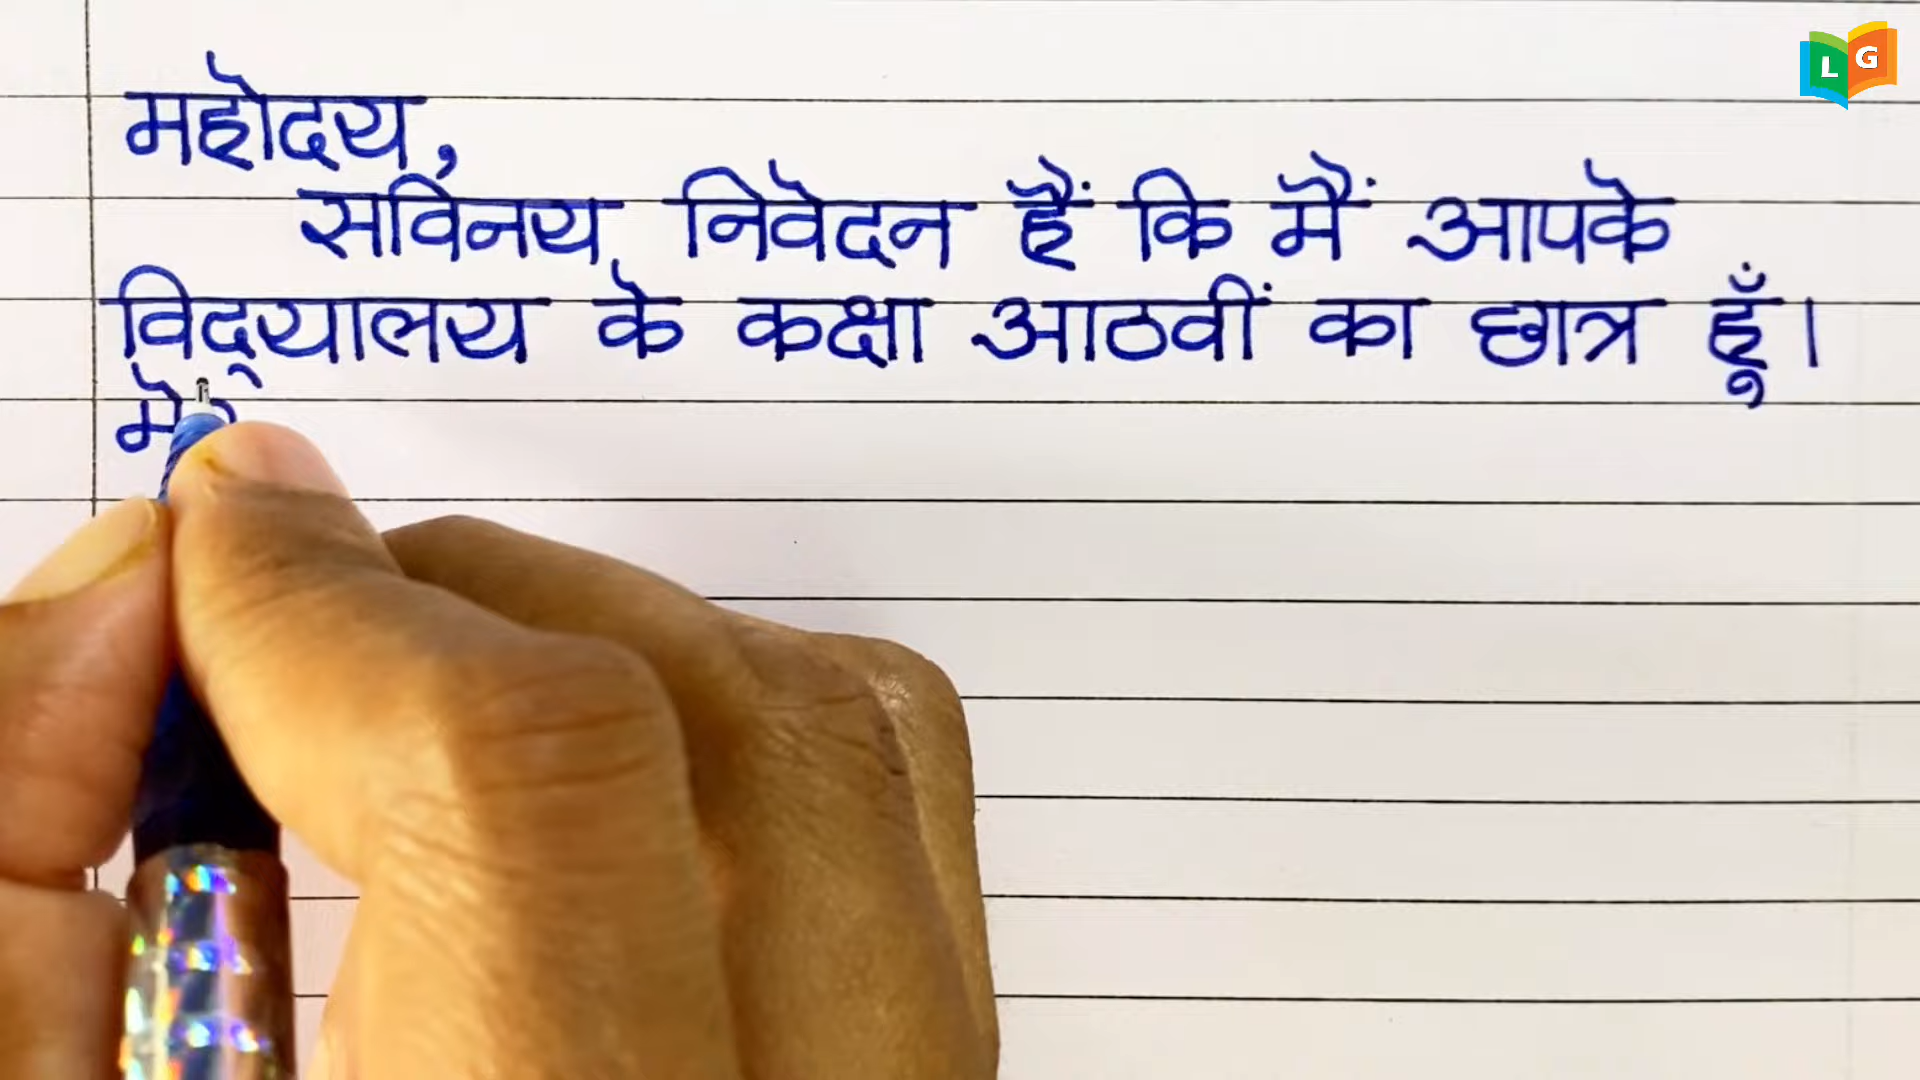 महोदय,
सविनय निवेदन हैं कि मैं आपके
विद्यालय के कक्षा आठवीं का छात्र हूँ।
L G